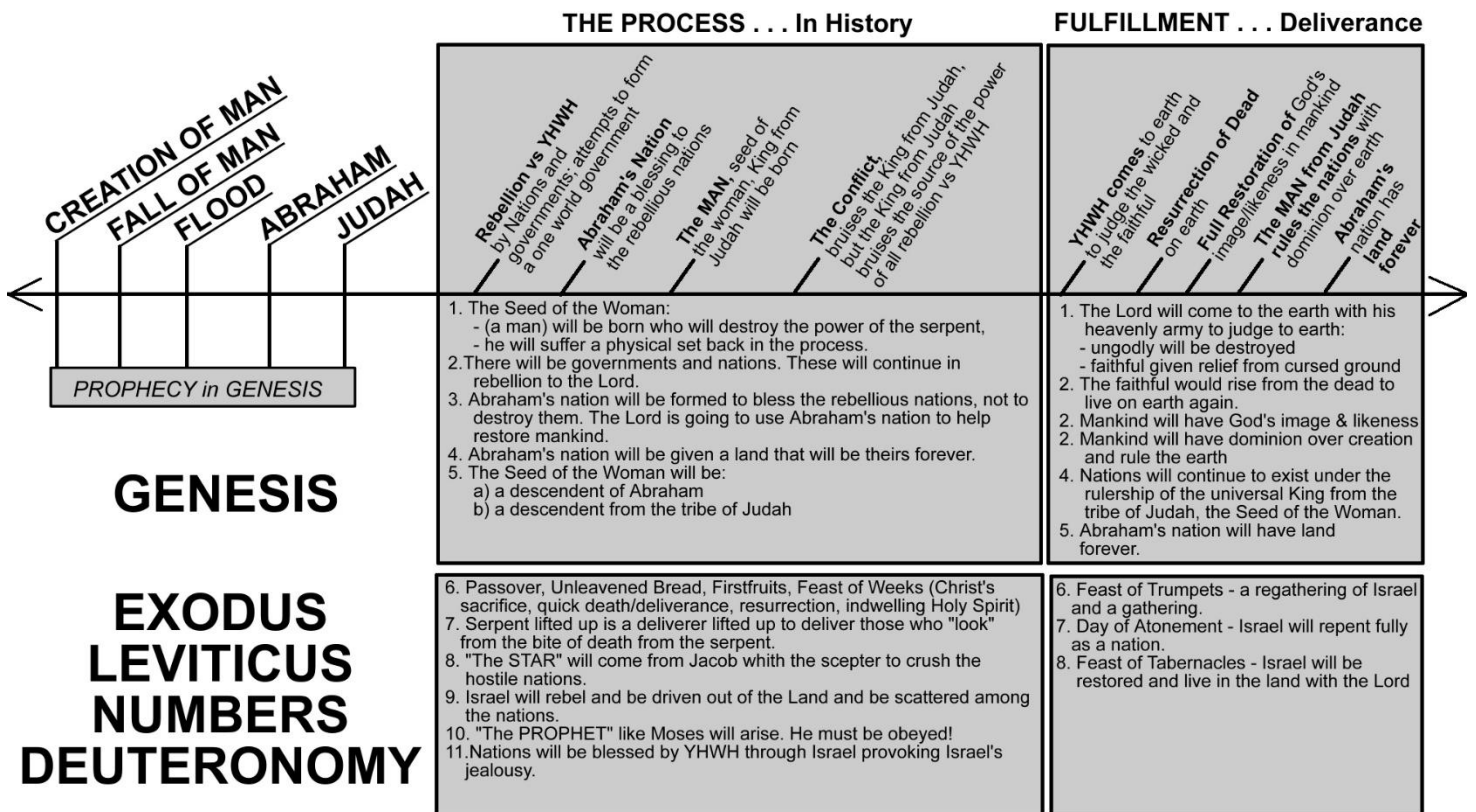 THE PROCESS . . . In History
FULFILLMENT . . . Deliverance
CREATION OF MAN
FALL OF MAN
FLOOD
ABRAHAM
JUDAH
Rebellion vs YHWH
by Nations and
governments; attempts to form
a one world government
Abraham's Nation
will be a blessing to
the rebellious nations
The MAN, seed of
the woman, King from
Judah will be born
The Conflict,
bruises the King from Judah,
but the King from Judah
bruises the source of the power
of all rebellion vs YHWH
YHWH comes to earth
to judge the wicked and
the faithful
Resurrection of Dead
on earth
Full Restoration of God's
image/likeness in mankind
The MAN from Judah
rules the nations with
dominion over earth
Abraham's
nation has
land
forever
PROPHECY in GENESIS
GENESIS
1. The Seed of the Woman:
- (a man) will be born who will destroy the power of the serpent,
- he will suffer a physical set back in the process.
2.There will be governments and nations. These will continue in
rebellion to the Lord.
3. Abraham's nation will be formed to bless the rebellious nations, not to
destroy them. The Lord is going to use Abraham's nation to help
restore mankind.
4. Abraham's nation will be given a land that will be theirs forever.
5. The Seed of the Woman will be:
a) a descendent of Abraham
b) a descendent from the tribe of Judah
1. The Lord will come to the earth with his
heavenly army to judge to earth:
- ungodly will be destroyed
- faithful given relief from cursed ground
2. The faithful would rise from the dead to
live on earth again.
2. Mankind will have God's image & likeness
2. Mankind will have dominion over creation
and rule the earth
4. Nations will continue to exist under the
rulership of the universal King from the
tribe of Judah, the Seed of the Woman.
5. Abraham's nation will have land
forever.
EXODUS
LEVITICUS
NUMBERS
DEUTERONOMY
6. Passover, Unleavened Bread, Firstfruits, Feast of Weeks (Christ's
sacrifice, quick death/deliverance, resurrection, indwelling Holy Spirit)
7. Serpent lifted up is a deliverer lifted up to deliver those who "look"
from the bite of death from the serpent.
8. "The STAR" will come from Jacob whith the scepter to crush the
hostile nations.
9. Israel will rebel and be driven out of the Land and be scattered among
the nations.
10. "The PROPHET" like Moses will arise. He must be obeyed!
11.Nations will be blessed by YHWH through Israel provoking Israel's
jealousy.
6. Feast of Trumpets - a regathering of Israel
and a gathering.
7. Day of Atonement - Israel will repent fully
as a nation.
8. Feast of Tabernacles - Israel will be
restored and live in the land with the Lord